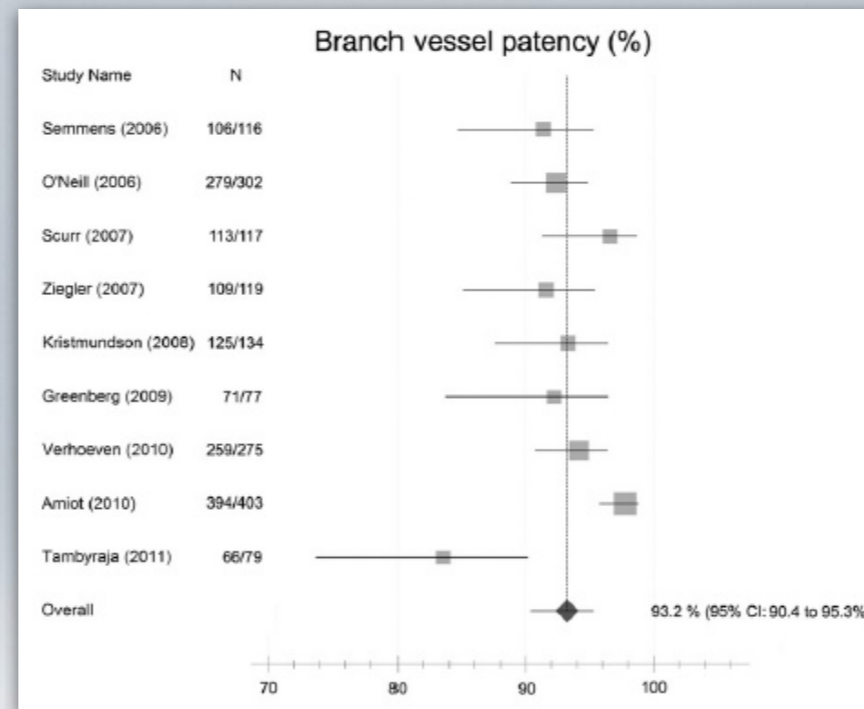 Branch vessel patency (%)
Study Name N
Semmens (2006) 106/116
O'Neill (2006) 279/302
Scurr (2007) 113/117
Ziegler (2007) 109/119
Kristmundson (2008) 125/134
Greenberg (2009) 71/77
Verhoeven (2010) 259/275
Amiot (2010) 394/403
Tambyraja (2011) 66/79
Overall 93.2 % (95% CI: 90.4 to 95.3%
70 80 90 100